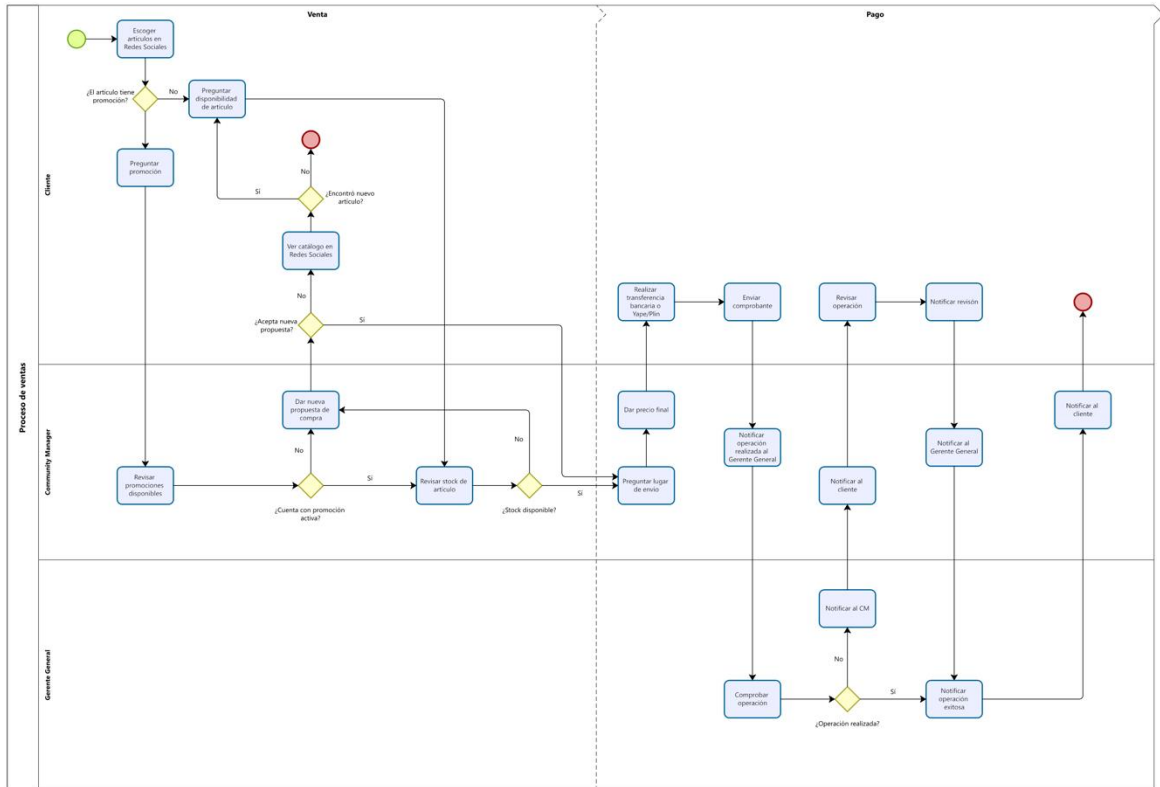 Venta
Pago
Proceso de ventas
Cliente
Community Manager
Gerente General
Escoger
artículos en
Redes Sociales
¿El artículo tiene
promoción?
No
Preguntar
disponibilidad
de artículo
Preguntar
promoción
No
Sí
¿Encontró nuevo
artículo?
Ver catálogo en
Redes Sociales
No
¿Acepta nueva
propuesta?
Sí
Realizar
transferencia
bancaria o
Yape/Plin
Enviar
comprobante
Revisar
operación
Notificar revisón
Dar nueva
propuesta de
compra
No
No
Dar precio final
Notificar
operación
realizada al
Gerente General
Notificar al
Gerente General
Notificar al
cliente
Revisar
promociones
disponibles
Sí
¿Cuenta con promoción
activa?
Revisar stock de
artículo
¿Stock disponible?
Sí
Preguntar lugar
de envío
Notificar al
cliente
Notificar al CM
No
Comprobar
operación
¿Operación realizada?
Sí
Notificar
operación
exitosa